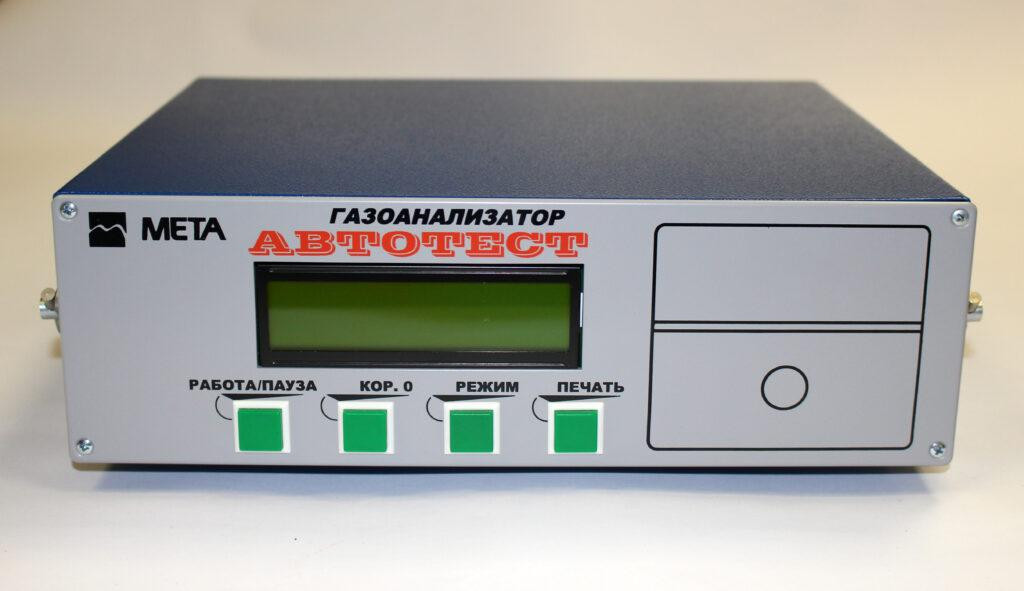 МЕТА
ГАЗОАНАЛИЗАТОР
АВТОТЕСТ
РАБОТА/ПАУЗА КОР. 0 РЕЖИМ ПЕЧАТЬ